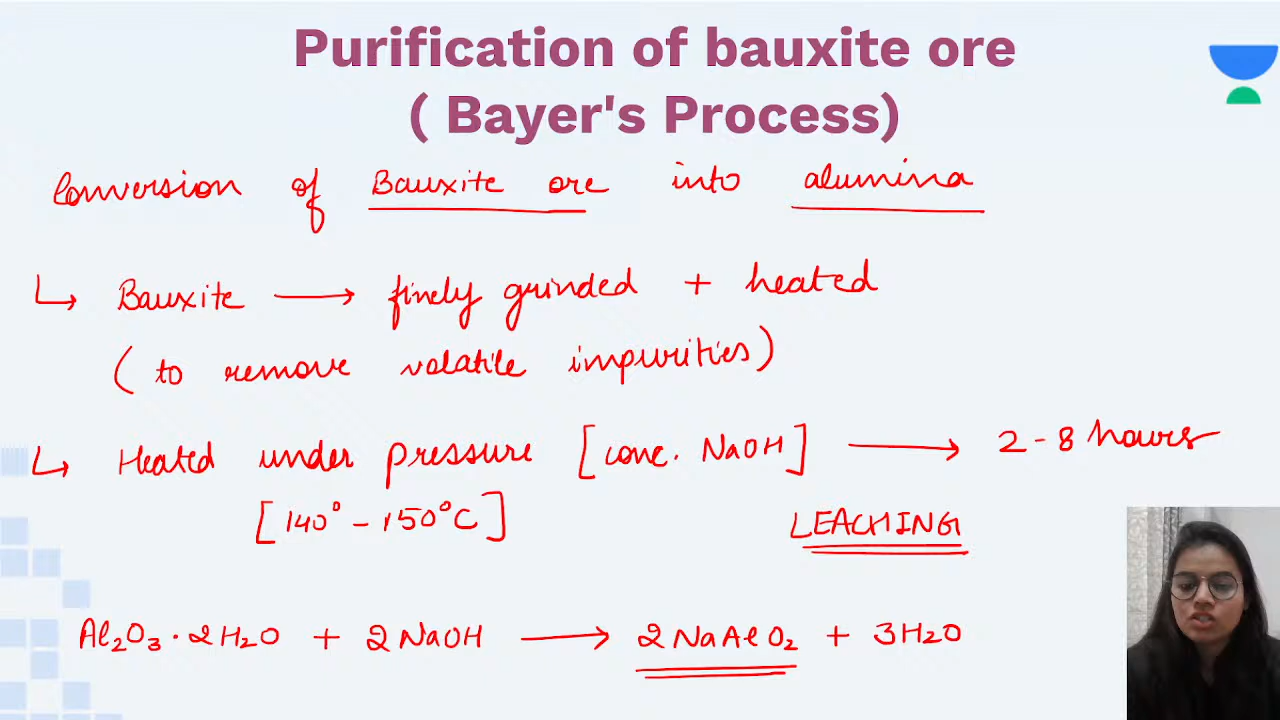 Purification of bauxite ore
( Bayer's Process)
Conversion of Bauxite ore into alumina
↳ Bauxite ⟶ finely grinded + heated
(to remove volatile impurities)
↳ Heated under pressure [conc. NaOH] ⟶ 2-8 hours
[140° - 150°C] LEACHING
Al₂O₃·2H₂O + 2NaOH ⟶ 2NaAlO₂ + 3H₂O